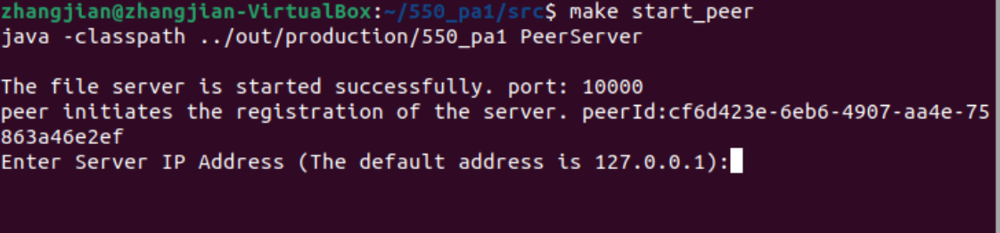 zhangjian@zhangjian-VirtualBox:~/550_pa1/src$ make start_peer
java -classpath ../out/production/550_pa1 PeerServer
The file server is started successfully. port: 10000
peer initiates the registration of the server. peerId:cf6d423e-6eb6-4907-aa4e-75
863a46e2ef
Enter Server IP Address (The default address is 127.0.0.1):